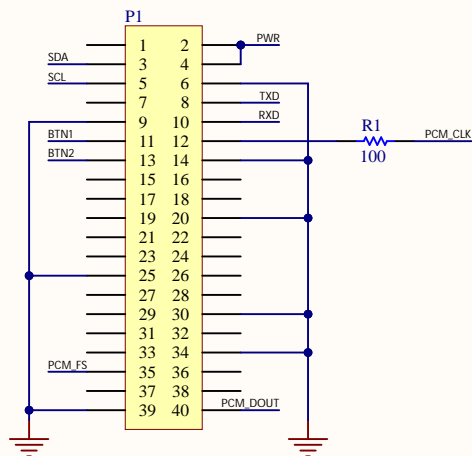 P1
1 2 PWR
SDA 3 4
SCL 5 6
7 8 TXD
9 10 RXD
BTN1 11 12 R1 100 PCM_CLK
BTN2 13 14
15 16
17 18
19 20
21 22
23 24
25 26
27 28
29 30
31 32
33 34
PCM_FS 35 36
37 38
39 40 PCM_DOUT